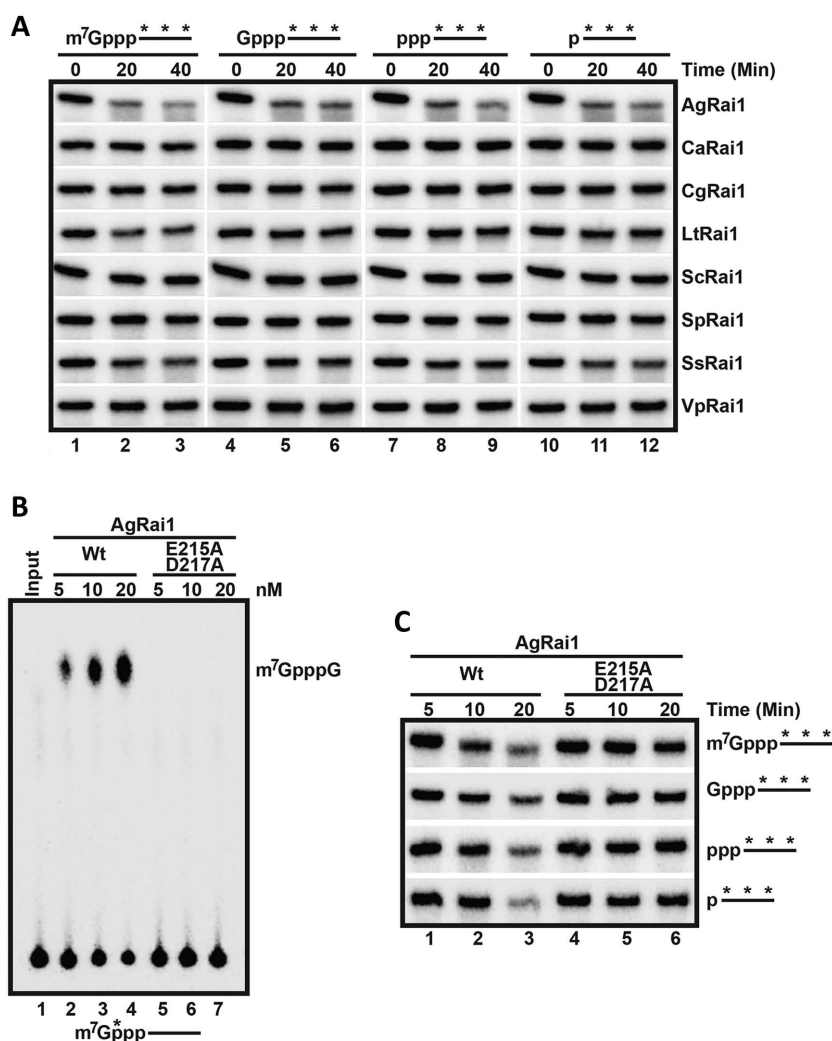 A
m⁷Gppp * * * Gppp * * * ppp * * * p * * *
0 20 40 0 20 40 0 20 40 0 20 40 Time (Min)
AgRai1
CaRai1
CgRai1
LtRai1
ScRai1
SpRai1
SsRai1
VpRai1
1 2 3 4 5 6 7 8 9 10 11 12
B
AgRai1
Input Wt E215A
D217A
5 10 20 5 10 20 nM
m⁷GpppG
1 2 3 4 5 6 7
*
m⁷Gppp
C
AgRai1
Wt E215A
D217A
5 10 20 5 10 20 Time (Min)
m⁷Gppp * * *
Gppp * * *
ppp * * *
p * * *
1 2 3 4 5 6